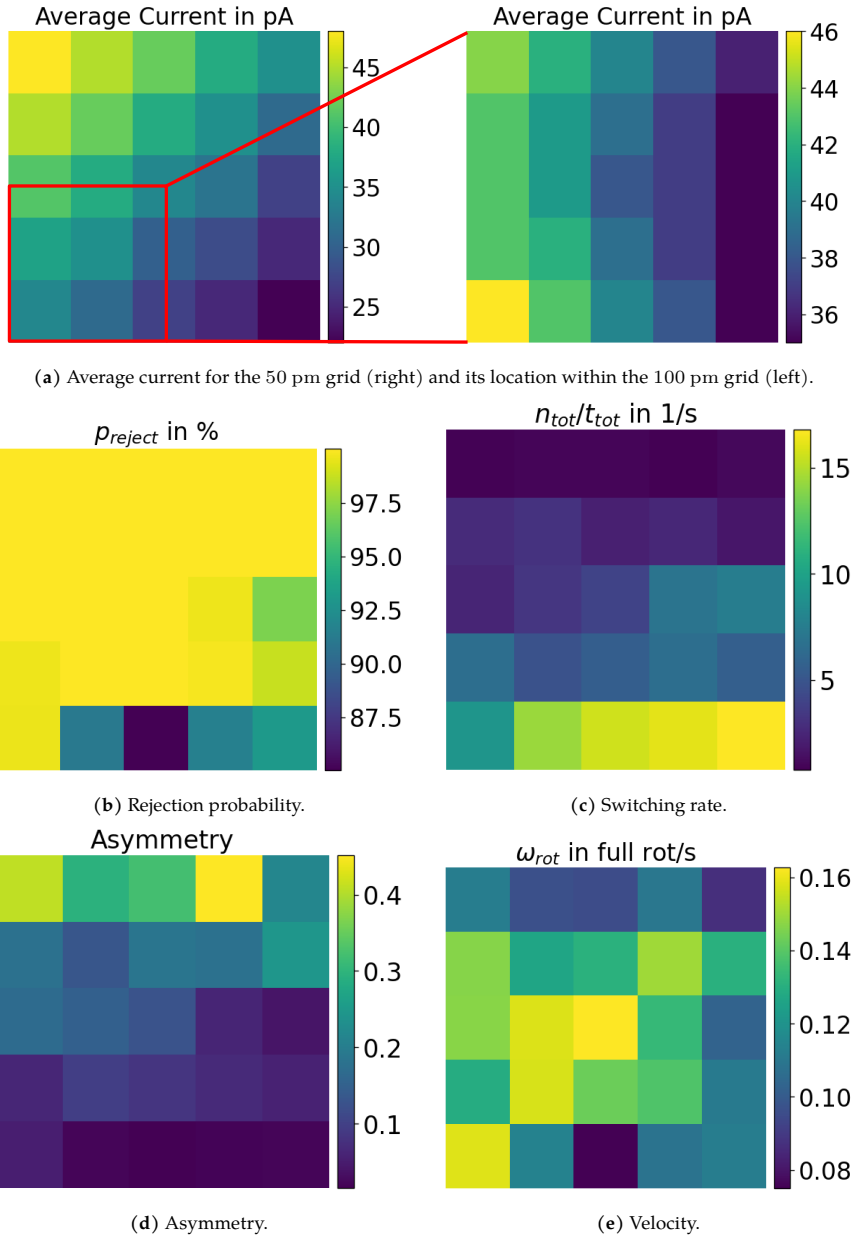 Average Current in pA
Average Current in pA
45
40
35
30
25
46
44
42
40
38
36
(a) Average current for the 50 pm grid (right) and its location within the 100 pm grid (left).
p_reject in %
97.5
95.0
92.5
90.0
87.5
n_tot/t_tot in 1/s
15
10
5
(b) Rejection probability.
(c) Switching rate.
Asymmetry
0.4
0.3
0.2
0.1
ω_rot in full rot/s
0.16
0.14
0.12
0.10
0.08
(d) Asymmetry.
(e) Velocity.